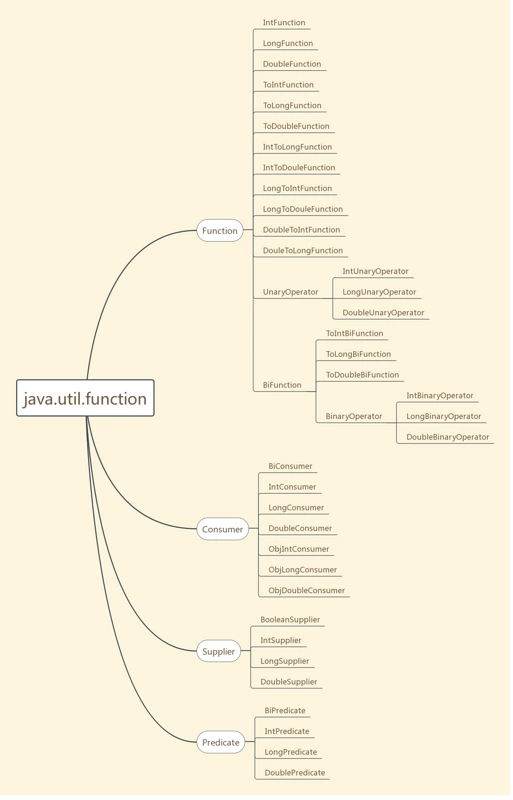 java.util.function
Function
IntFunction
LongFunction
DoubleFunction
ToIntFunction
ToLongFunction
ToDoubleFunction
IntToLongFunction
IntToDouleFunction
LongToIntFunction
LongToDouleFunction
DoubleToIntFunction
DouleToLongFunction
UnaryOperator
IntUnaryOperator
LongUnaryOperator
DoubleUnaryOperator
BiFunction
ToIntBiFunction
ToLongBiFunction
ToDoubleBiFunction
BinaryOperator
IntBinaryOperator
LongBinaryOperator
DoubleBinaryOperator
Consumer
BiConsumer
IntConsumer
LongConsumer
DoubleConsumer
ObjIntConsumer
ObjLongConsumer
ObjDoubleConsumer
Supplier
BooleanSupplier
IntSupplier
LongSupplier
DoubleSupplier
Predicate
BiPredicate
IntPredicate
LongPredicate
DoublePredicate